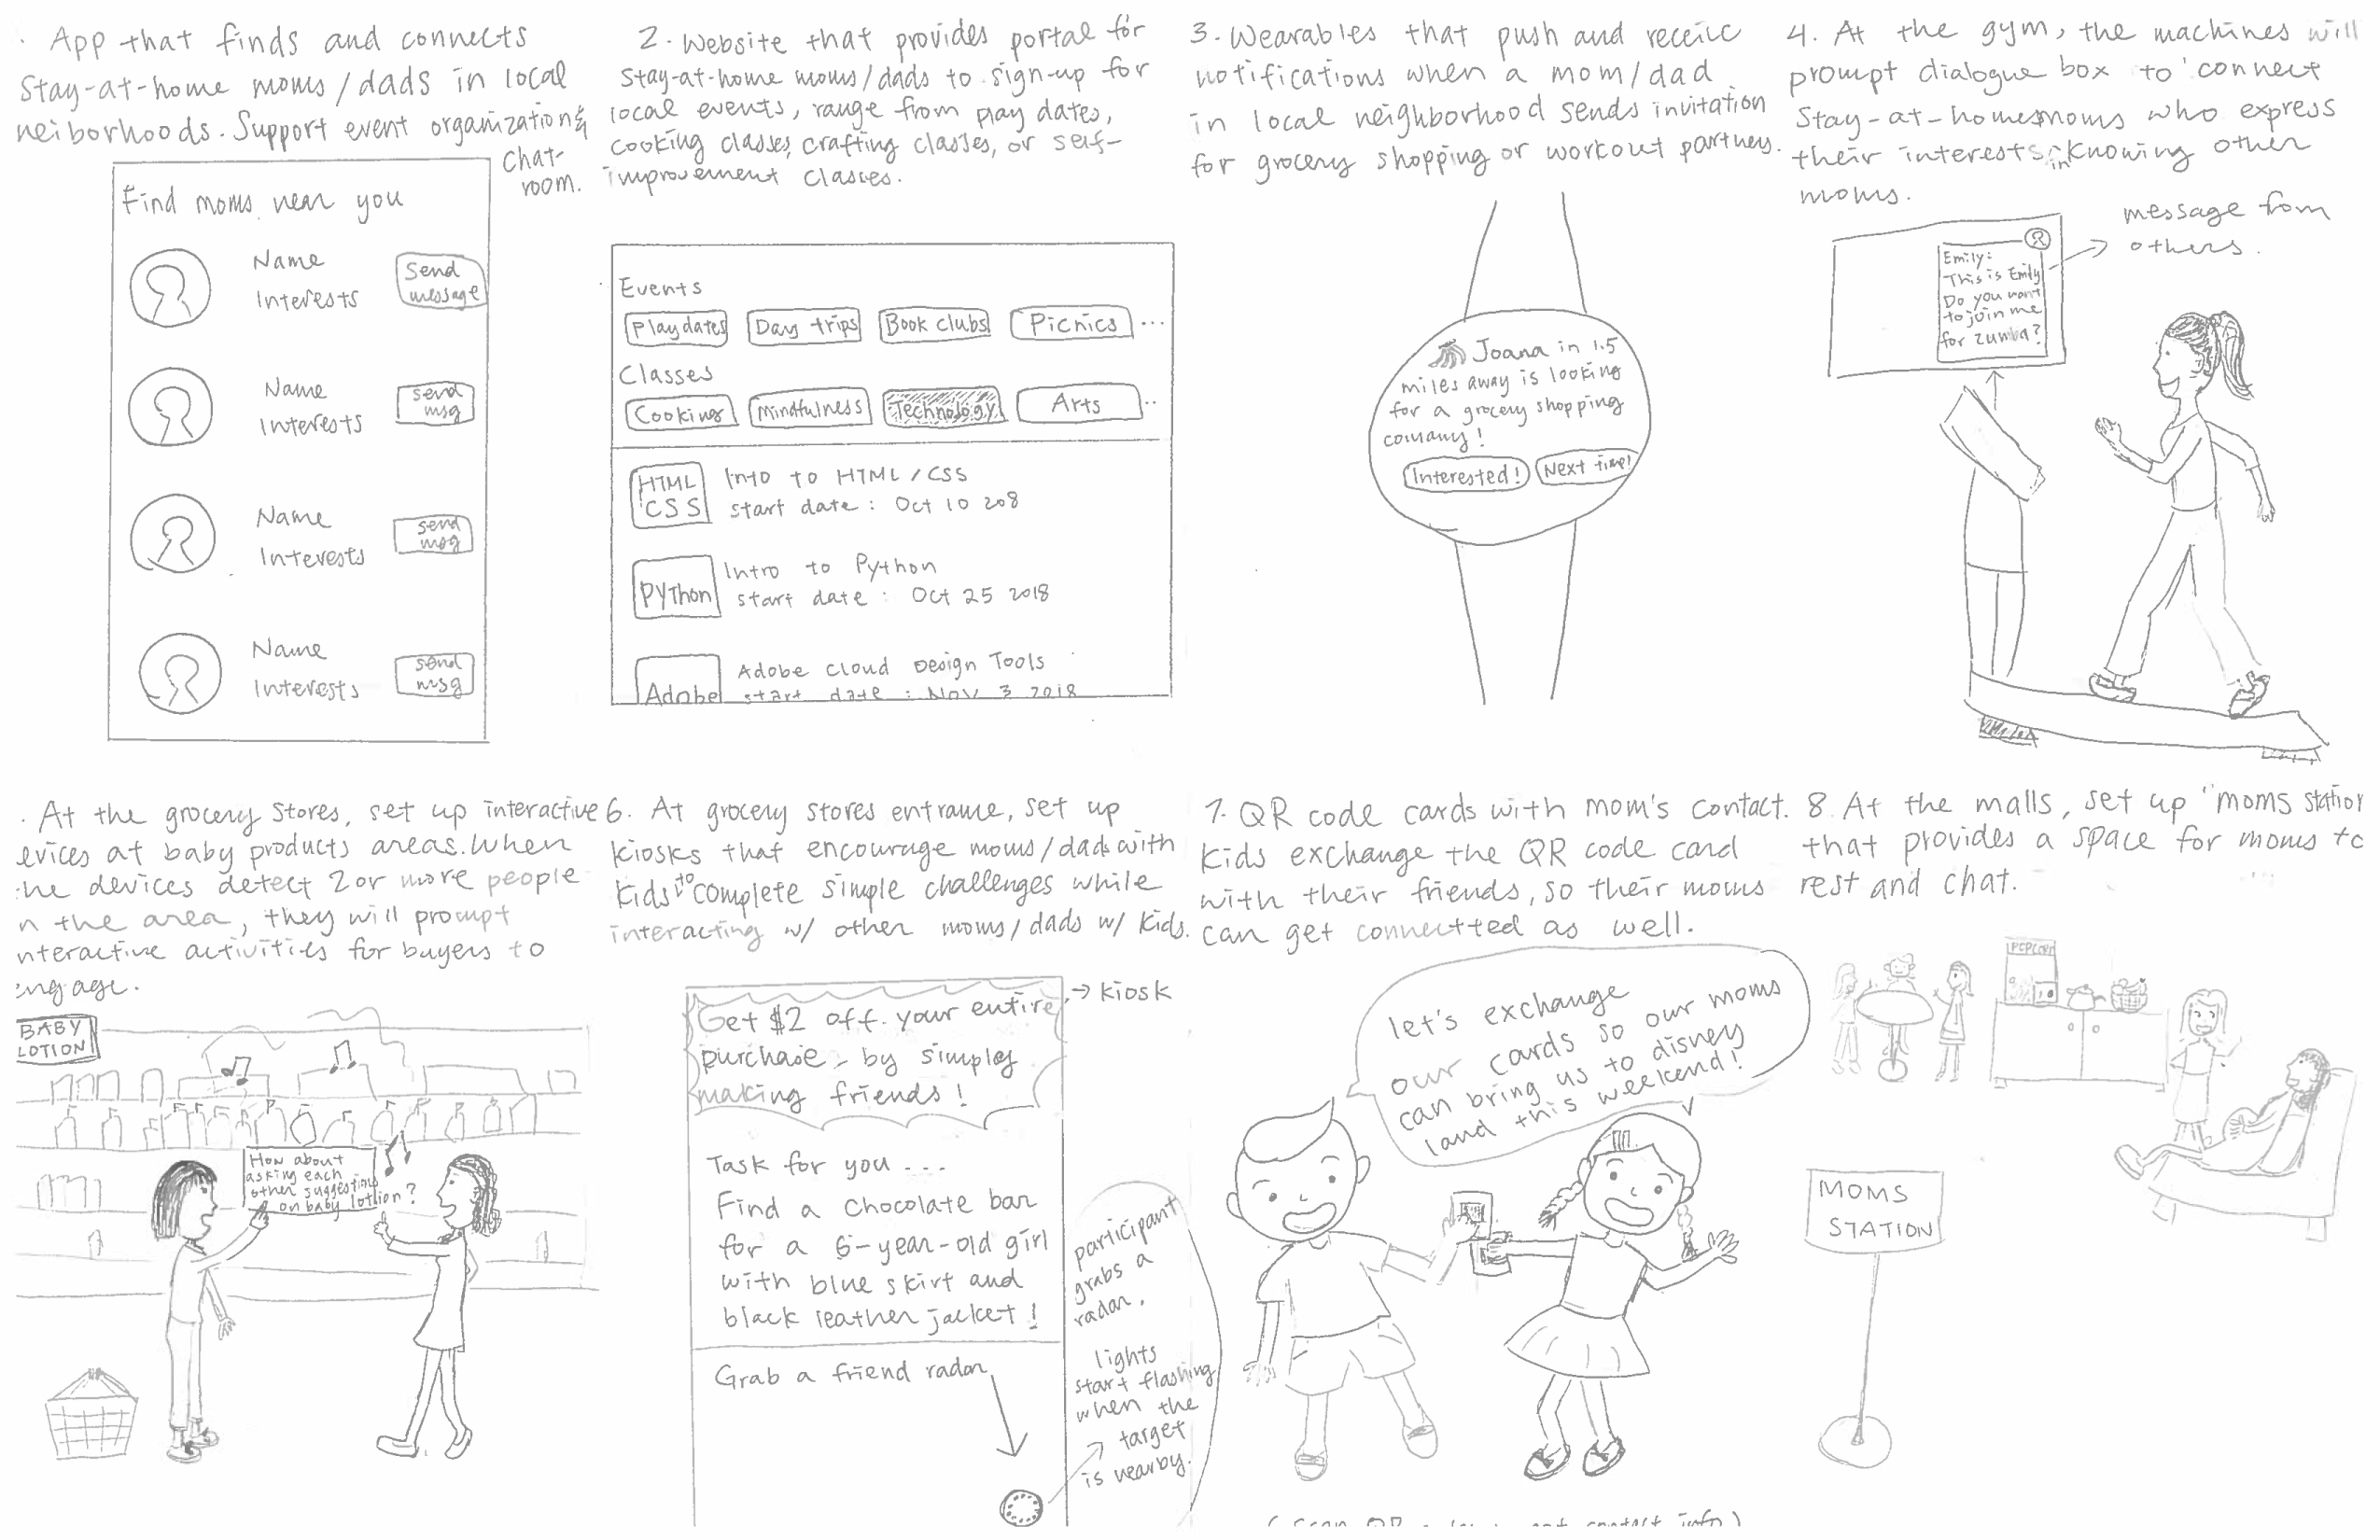 . App that finds and connects
Stay-at-home moms/dads in local
neiborhoods. Support event organization &
chat-
room.
Find moms near you
Name
Interests
Send
message
Name
Interests
send
msg
Name
Interests
send
msg
Name
Interests
send
msg
2. Website that provides portal for
Stay-at-home moms/dads to sign-up for
local events, range from play dates,
cooking classes, crafting classes, or self-
improvement classes.
Events
Playdates Day trips Book clubs Picnics ...
Classes
Cooking Mindfulness Technology Arts ..
HTML
CSS
Into to HTML/CSS
start date: Oct 10 208
Python
Intro to Python
start date: Oct 25 2018
Adobe
Adobe Cloud Design Tools
start date: Nov 3 2018
3. Wearables that push and receive
notifications when a mom/dad
in local neighborhood sends invitation
for grocery shopping or workout partners.
Joana in 1.5
miles away is looking
for a grocery shopping
comany!
Interested! Next time!
4. At the gym, the machines will
prompt dialogue box to connect
Stay-at-home moms who express
their interests in knowing other
moms.
message from
others.
Emily:
This is Emily
Do you want
to join me
for zumba?
. At the grocery stores, set up interactive
evices at baby products areas. When
the devices detect 2 or more people
n the area, they will prompt
nteractive activities for buyers to
engage.
BABY
LOTION
How about
asking each
other suggestions
on baby lotion?
6. At grocery stores entrance, set up
kiosks that encourage moms/dads with
kids to complete simple challenges while
interacting w/ other moms/dads w/ kids.
→ kiosk
Get $2 off your entire
purchase by simply
making friends!
Task for you ....
Find a chocolate bar
for a 6-year-old girl
with blue skirt and
black leather jacket!
Grab a friend radar
participant
grabs a
radar.
lights
start flashing
when the
target
is nearby.
7. QR code cards with mom's contact.
Kids exchange the QR code card
with their friends, so their moms
can get connectted as well.
let's exchange
our cards so our moms
can bring us to disney
land this weekend!
8. At the malls, set up "moms station
that provides a space for moms to
rest and chat.
POPCORN
MOMS
STATION
contact info)